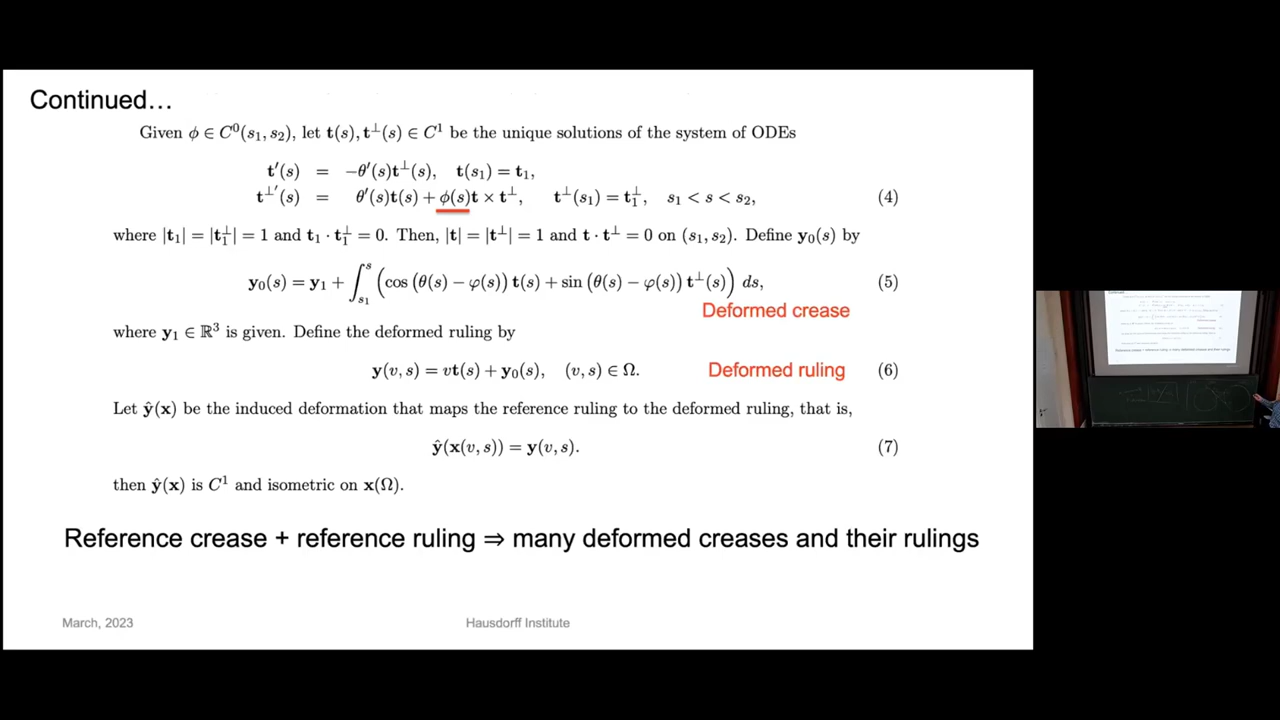 Continued…
Given ϕ ∈ C⁰(s₁, s₂), let t(s), t⊥(s) ∈ C¹ be the unique solutions of the system of ODEs
t′(s) = −θ′(s)t⊥(s), t(s₁) = t₁,
t⊥′(s) = θ′(s)t(s) + ϕ(s)t × t⊥, t⊥(s₁) = t₁⊥, s₁ < s < s₂, (4)
where |t₁| = |t₁⊥| = 1 and t₁ · t₁⊥ = 0. Then, |t| = |t⊥| = 1 and t · t⊥ = 0 on (s₁, s₂). Define y₀(s) by
y₀(s) = y₁ + ∫ₛ₁ˢ (cos (θ(s) − φ(s)) t(s) + sin (θ(s) − φ(s)) t⊥(s)) ds, (5)
Deformed crease
where y₁ ∈ ℝ³ is given. Define the deformed ruling by
y(v, s) = vt(s) + y₀(s), (v, s) ∈ Ω. Deformed ruling (6)
Let ŷ(x) be the induced deformation that maps the reference ruling to the deformed ruling, that is,
ŷ(x(v, s)) = y(v, s). (7)
then ŷ(x) is C¹ and isometric on x(Ω).
Reference crease + reference ruling ⇒ many deformed creases and their rulings
March, 2023 Hausdorff Institute